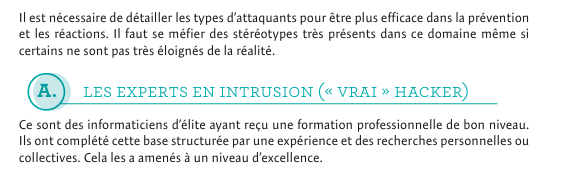 Il est nécessaire de détailler les types d'attaquants pour être plus efficace dans la prévention
et les réactions. Il faut se méfier des stéréotypes très présents dans ce domaine même si
certains ne sont pas très éloignés de la réalité.
A. LES EXPERTS EN INTRUSION (« VRAI » HACKER)
Ce sont des informaticiens d'élite ayant reçu une formation professionnelle de bon niveau.
Ils ont complété cette base structurée par une expérience et des recherches personnelles ou
collectives. Cela les a amenés à un niveau d'excellence.